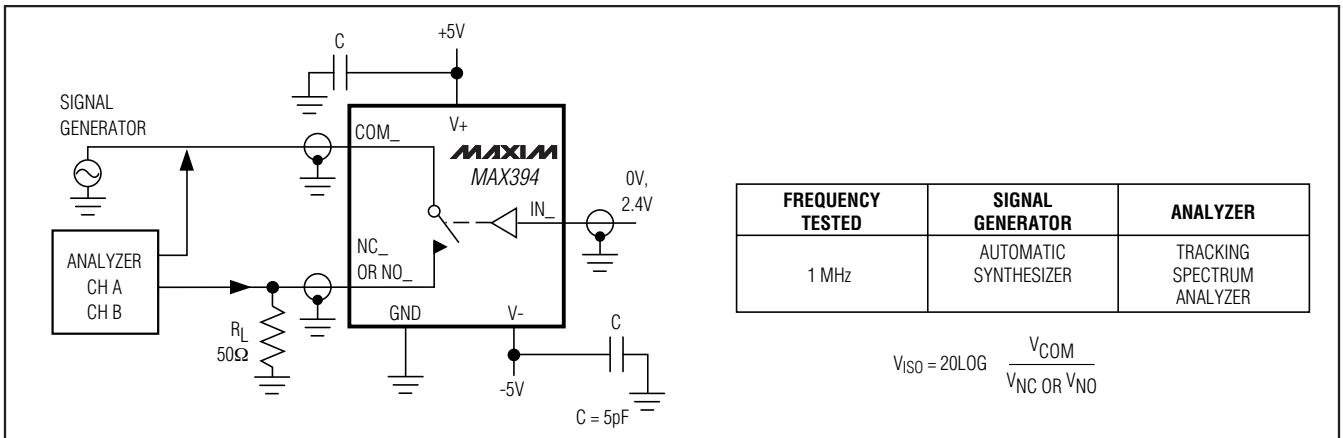 C
+5V
SIGNAL
GENERATOR
COM_
V+
MAXIM
MAX394
0V,
2.4V
IN_
NC_
OR NO_
ANALYZER
CH A
CH B
RL
50Ω
GND
V-
C
-5V
C = 5pF
FREQUENCY
TESTED
SIGNAL
GENERATOR
ANALYZER
1 MHz
AUTOMATIC
SYNTHESIZER
TRACKING
SPECTRUM
ANALYZER
VISO = 20LOG VCOM
VNC OR VNO